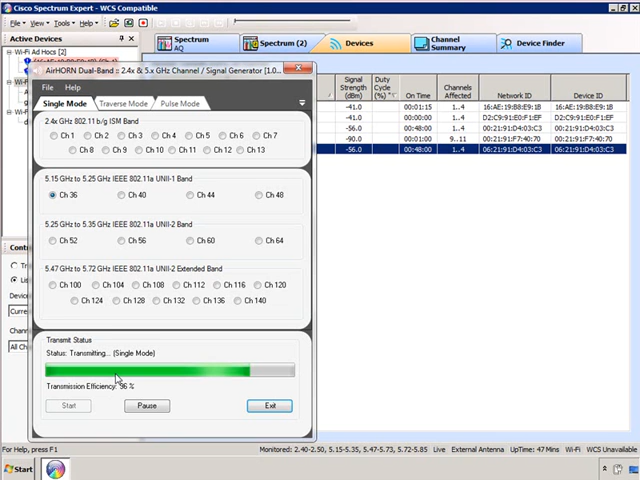 Cisco Spectrum Expert - WCS Compatible
File View Tools Help
Active Devices
Spectrum AQ
Spectrum (2)
Devices
Channel Summary
Device Finder
Wi-Fi Ad Hocs [2]
AirHORN Dual-Band :: 2.4x & 5.x GHz Channel / Signal Generator [1.0...
File Help
Single Mode Traverse Mode Pulse Mode
2.4x GHz 802.11 b/g ISM Band
Ch 1 Ch 2 Ch 3 Ch 4 Ch 5 Ch 6 Ch 7
Ch 8 Ch 9 Ch 10 Ch 11 Ch 12 Ch 13
5.15 GHz to 5.25 GHz IEEE 802.11a UNII-1 Band
Ch 36 Ch 40 Ch 44 Ch 48
5.25 GHz to 5.35 GHz IEEE 802.11a UNII-2 Band
Ch 52 Ch 56 Ch 60 Ch 64
5.47 GHz to 5.72 GHz IEEE 802.11a UNII-2 Extended Band
Ch 100 Ch 104 Ch 108 Ch 112 Ch 116 Ch 120
Ch 124 Ch 128 Ch 132 Ch 136 Ch 140
Transmit Status
Status: Transmitting... (Single Mode)
Transmission Efficiency: 96 %
Start Pause Exit
Signal Strength (dBm) Duty Cycle (%) On Time Channels Affected Network ID Device ID
-41.0 00:01:15 1..4 16:AE:19:B8:E9:1B 16:AE:19:B8:E9:1B
-41.0 00:00:00 1..4 D2:C9:91:E0:F1:EF D2:C9:91:E0:F1:EF
-56.0 00:48:00 1..4 00:21:91:D4:03:C3 00:21:91:D4:03:C3
-90.0 00:48:00 9..11 00:21:91:F7:40:70 00:21:91:F7:40:70
-56.0 00:48:00 1..4 06:21:91:D4:03:C3 06:21:91:D4:03:C3
For Help, press F1
Monitored: 2.40-2.50, 5.15-5.35, 5.47-5.73, 5.72-5.85 Live External Antenna UpTime: 47 Mins Wi-Fi WCS Unavailable
Start